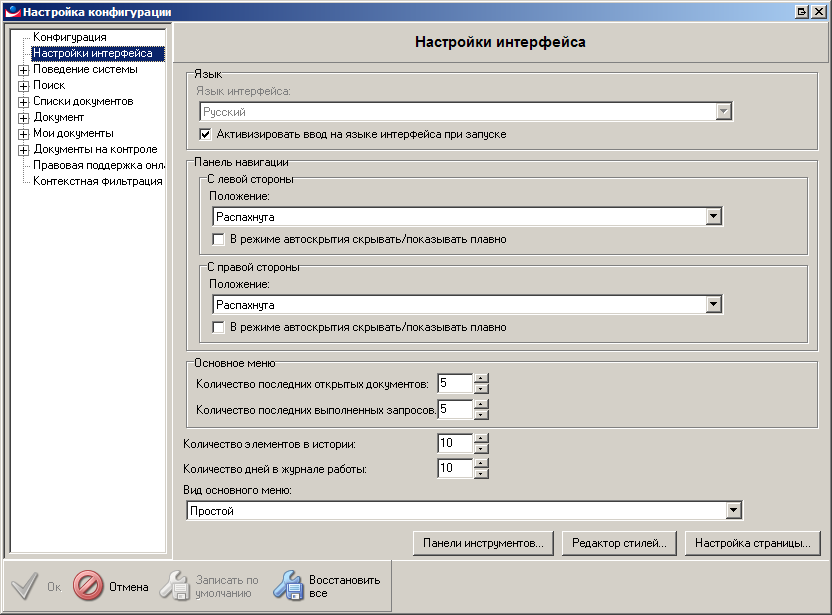 Настройка конфигурации
Конфигурация
Настройки интерфейса
Поведение системы
Поиск
Списки документов
Документ
Мои документы
Документы на контроле
Правовая поддержка онл
Контекстная фильтрация
Настройки интерфейса
Язык
Язык интерфейса:
Русский
Активизировать ввод на языке интерфейса при запуске
Панель навигации
С левой стороны
Положение:
Распахнута
В режиме автоскрытия скрывать/показывать плавно
С правой стороны
Положение:
Распахнута
В режиме автоскрытия скрывать/показывать плавно
Основное меню
Количество последних открытых документов: 5
Количество последних выполненных запросов. 5
Количество элементов в истории: 10
Количество дней в журнале работы: 10
Вид основного меню:
Простой
Панели инструментов... Редактор стилей... Настройка страницы...
Ок Отмена Записать по умолчанию Восстановить все